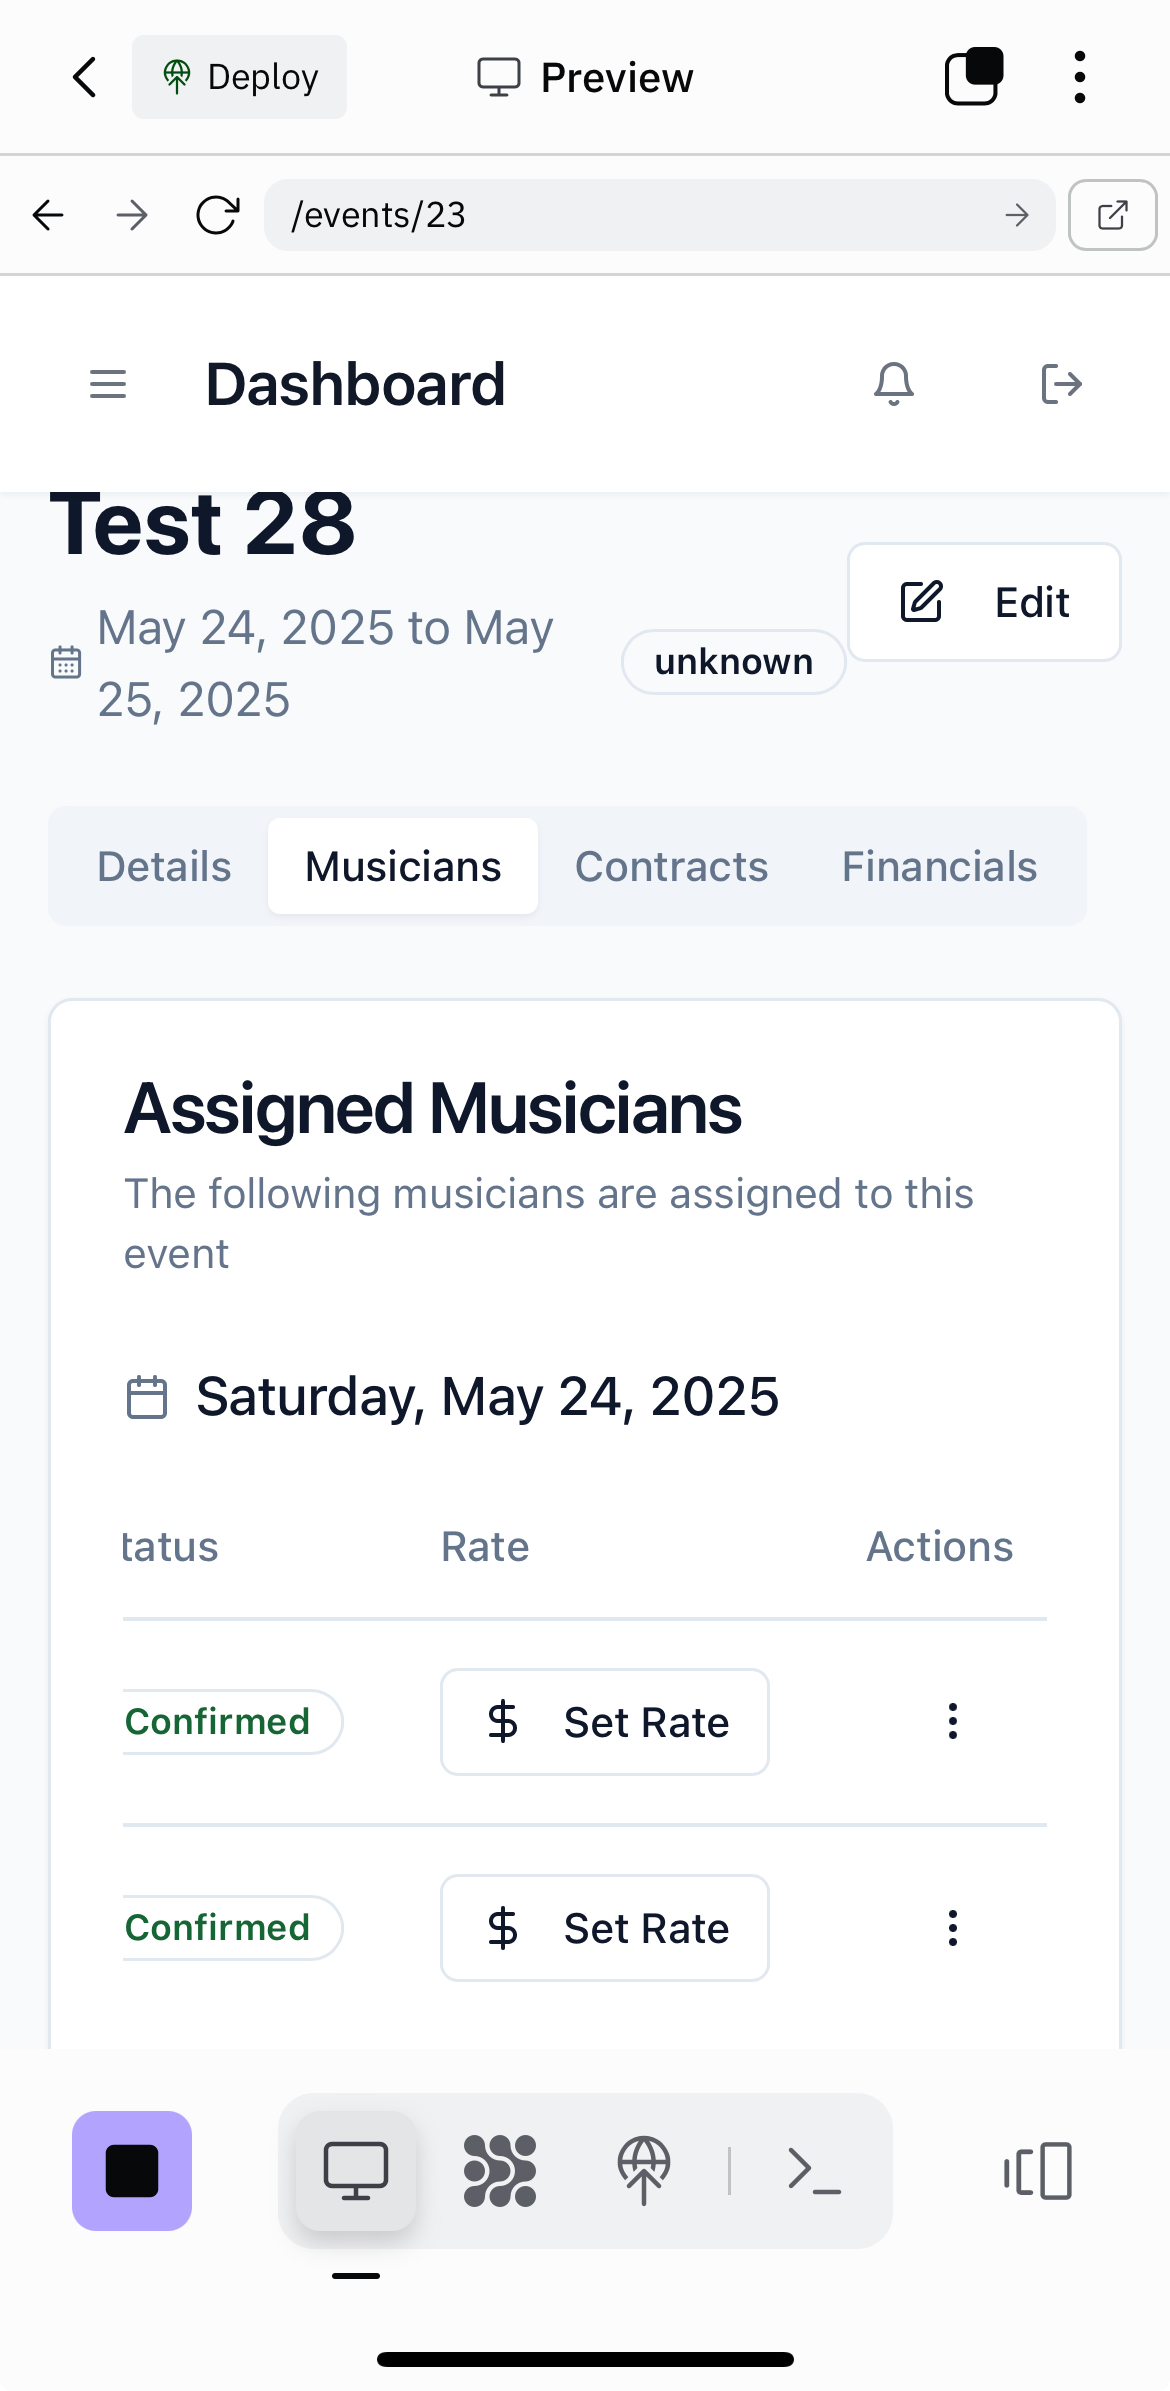 Deploy
Preview
/events/23
Dashboard
Test 28
Edit
May 24, 2025 to May
25, 2025
unknown
Details Musicians Contracts Financials
Assigned Musicians
The following musicians are assigned to this
event
Saturday, May 24, 2025
tatus Rate Actions
Confirmed $ Set Rate
Confirmed $ Set Rate